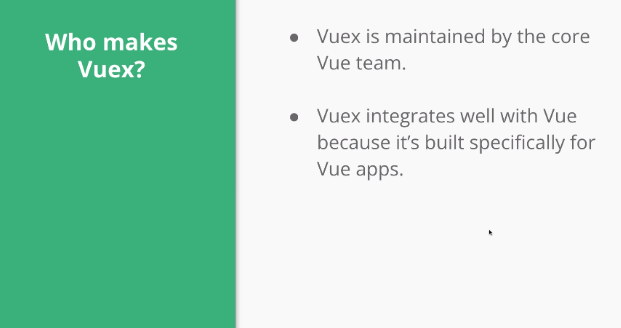 Who makes
Vuex?
● Vuex is maintained by the core
Vue team.
● Vuex integrates well with Vue
because it’s built specifically for
Vue apps.